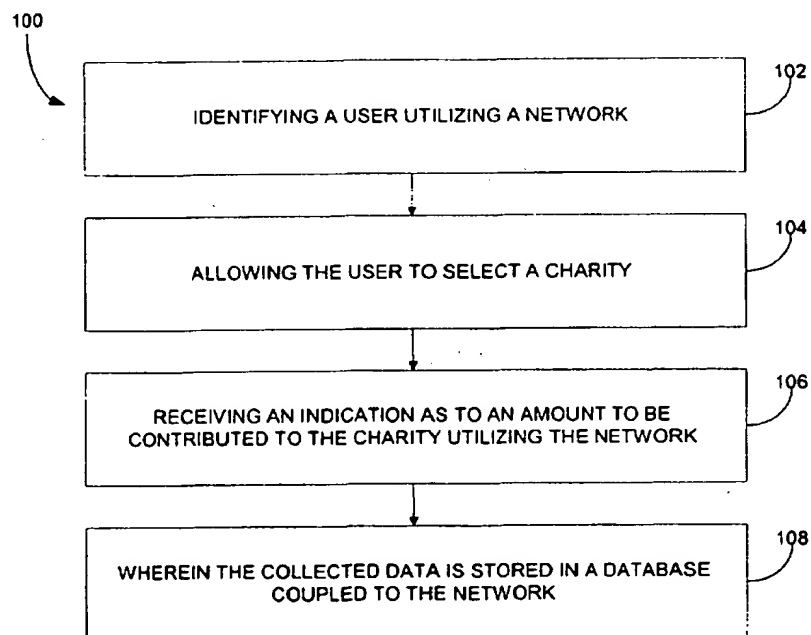 100
102
IDENTIFYING A USER UTILIZING A NETWORK
104
ALLOWING THE USER TO SELECT A CHARITY
106
RECEIVING AN INDICATION AS TO AN AMOUNT TO BE
CONTRIBUTED TO THE CHARITY UTILIZING THE NETWORK
108
WHEREIN THE COLLECTED DATA IS STORED IN A DATABASE
COUPLED TO THE NETWORK